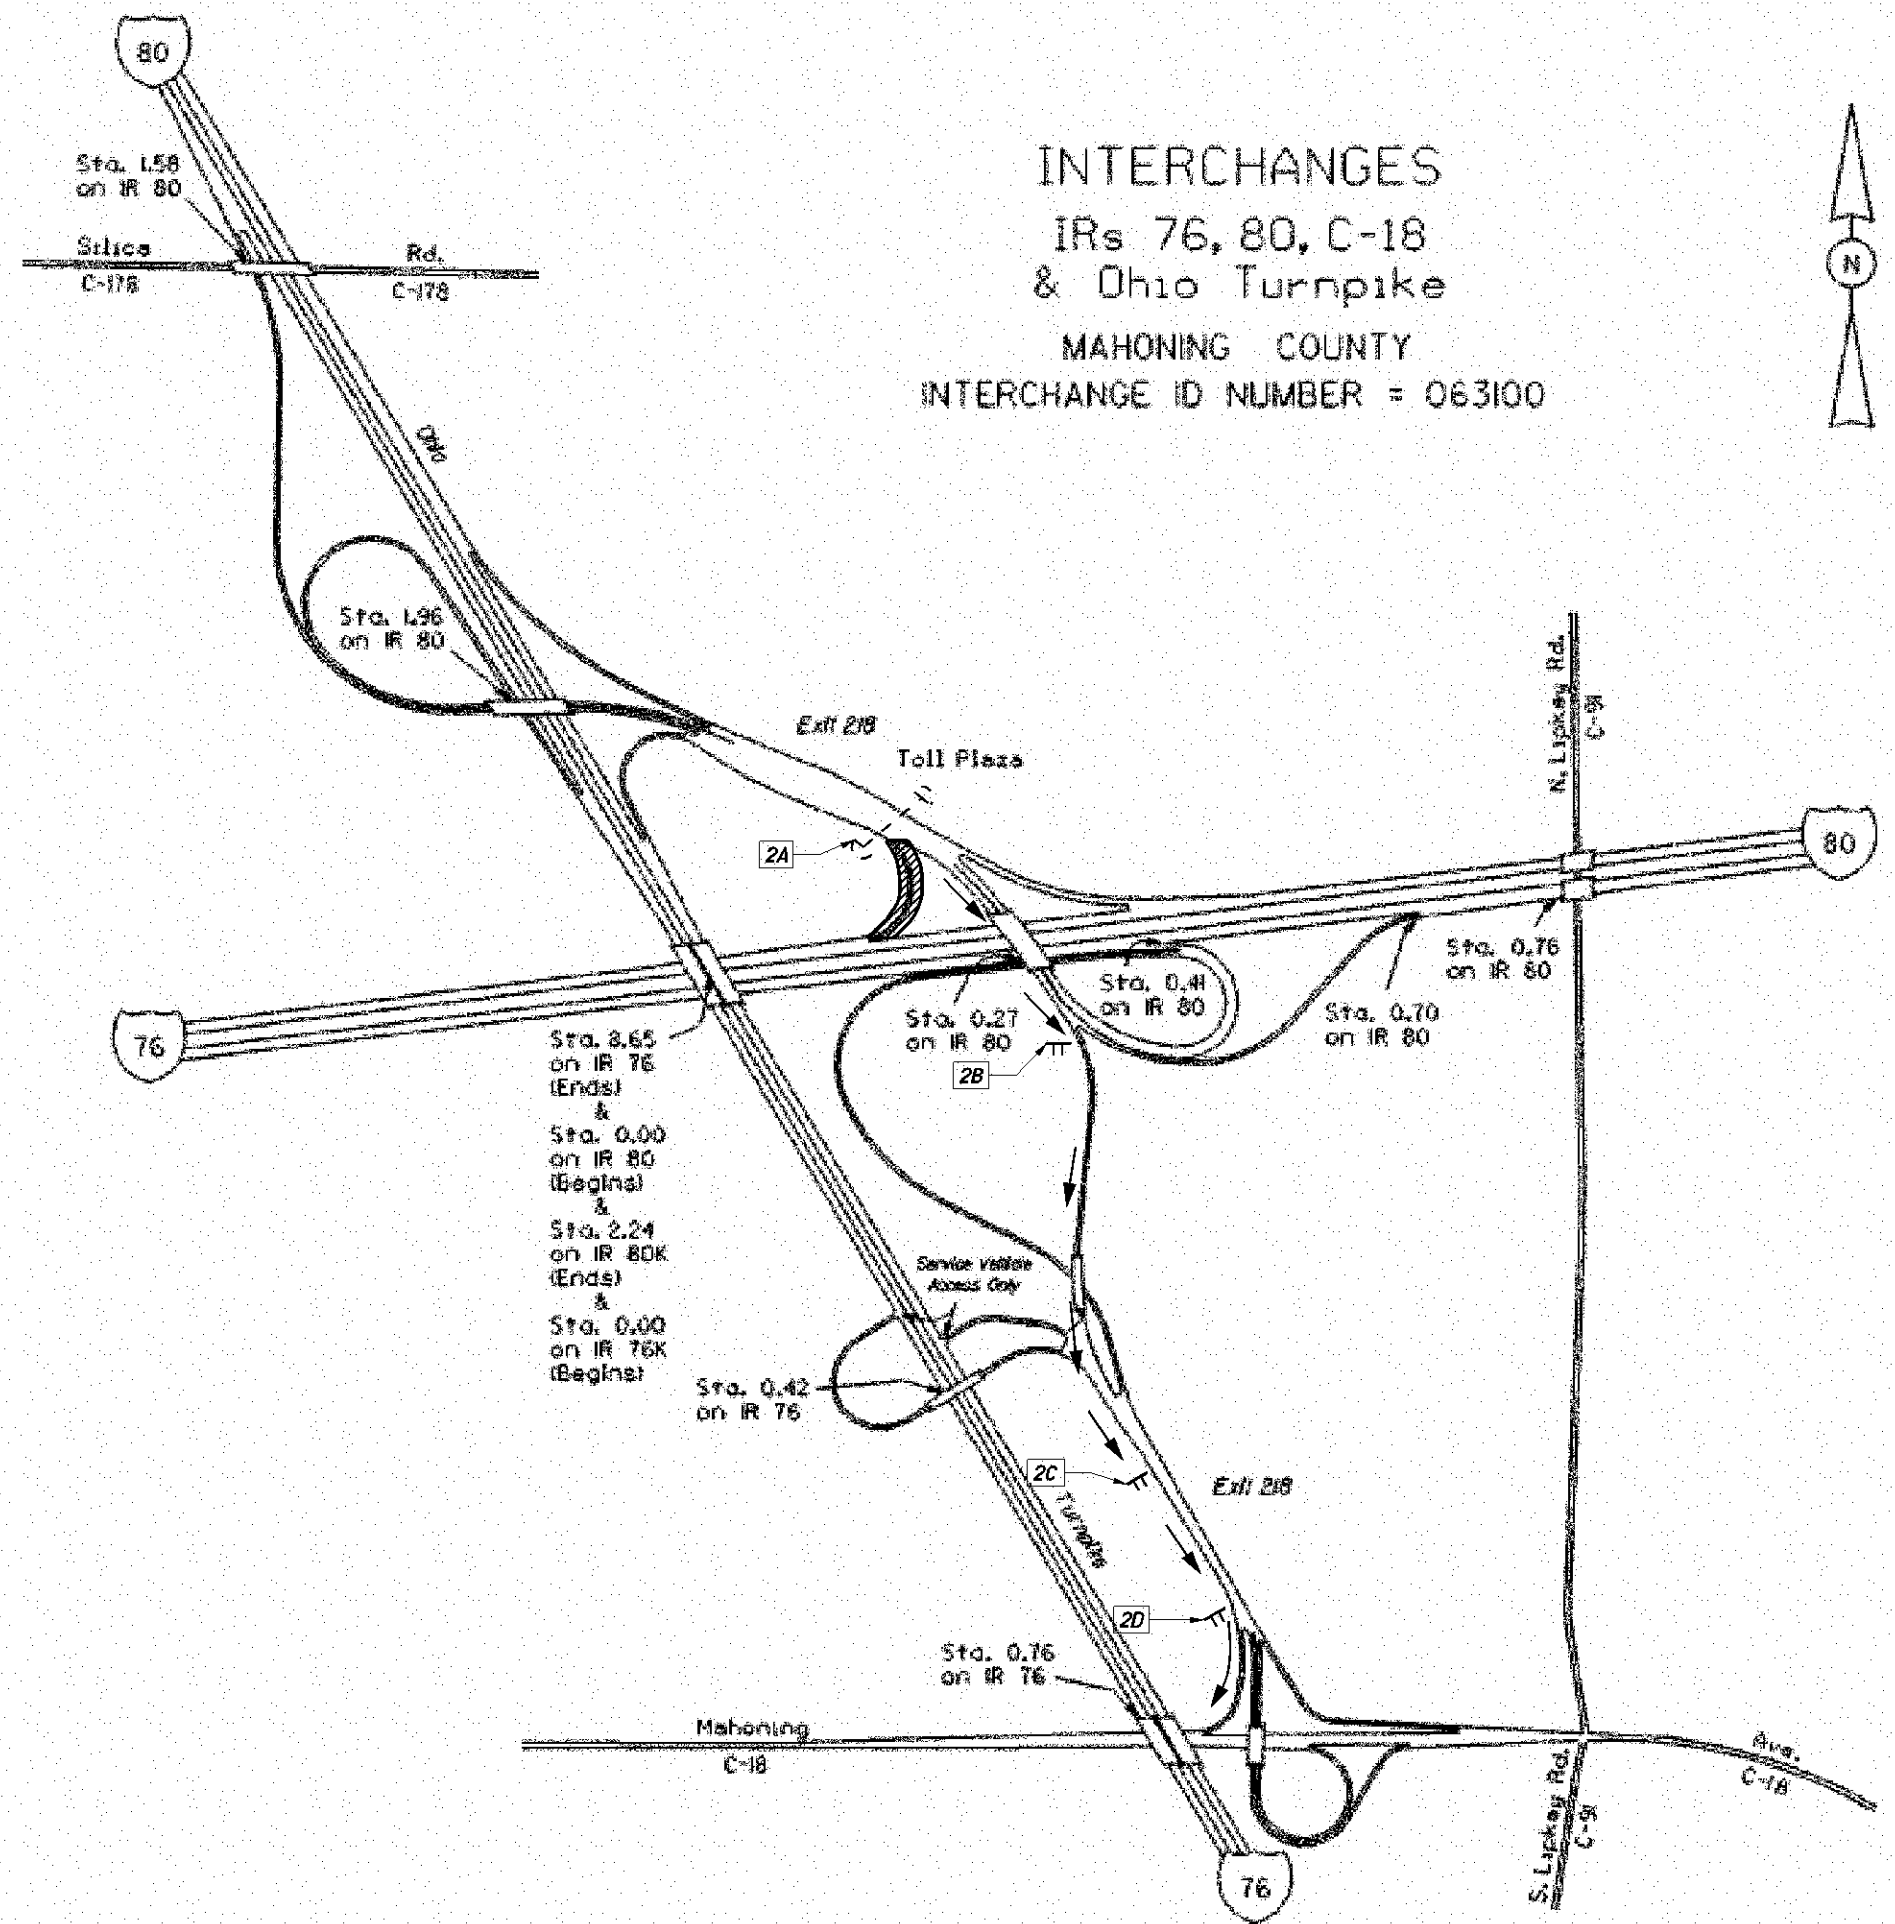 80
INTERCHANGES
IRs 76, 80, C-18
& Ohio Turnpike
MAHONING COUNTY
INTERCHANGE ID NUMBER = 063100
N
Sta. 1.58
on IR 80
Silica Rd.
C-178 C-178
Ohio
Sta. 1.96
on IR 80
Exit 218
Toll Plaza
2A
N. Lipkey Rd.
C-91
80
Sta. 0.76
on IR 80
Sta. 0.41
on IR 80
Sta. 0.70
on IR 80
Sta. 0.27
on IR 80
2B
76
Sta. 8.65
on IR 76
(Ends)
&
Sta. 0.00
on IR 80
(Begins)
&
Sta. 2.24
on IR 80K
(Ends)
&
Sta. 0.00
on IR 76K
(Begins)
Service Vehicle
Access Only
Sta. 0.42
on IR 76
2C
Exit 218
Turnpike
2D
Sta. 0.76
on IR 76
Mahoning Ave.
C-18 C-18
S. Lipkey Rd.
C-91
76